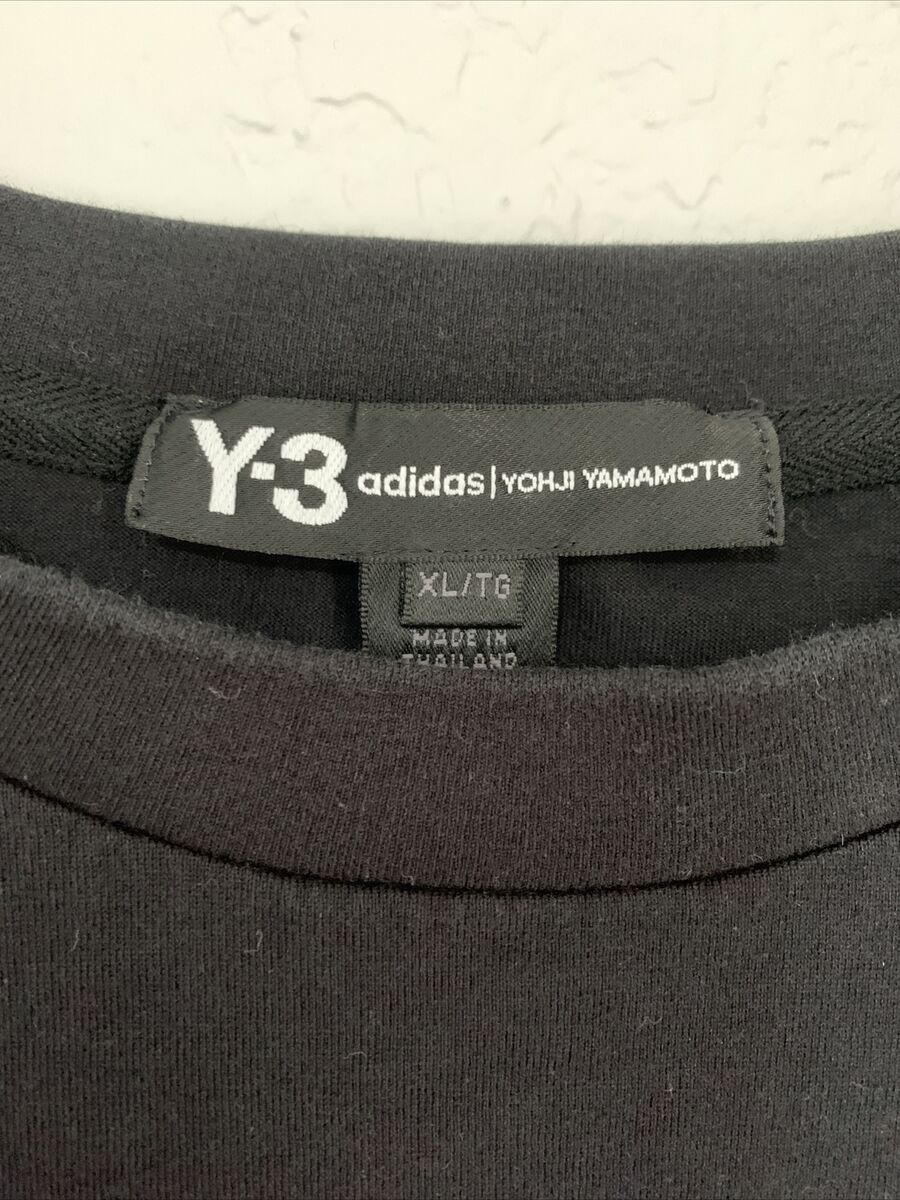 Y-3 adidas | YOHJI YAMAMOTO
XL/TG
MADE IN
THAILAND